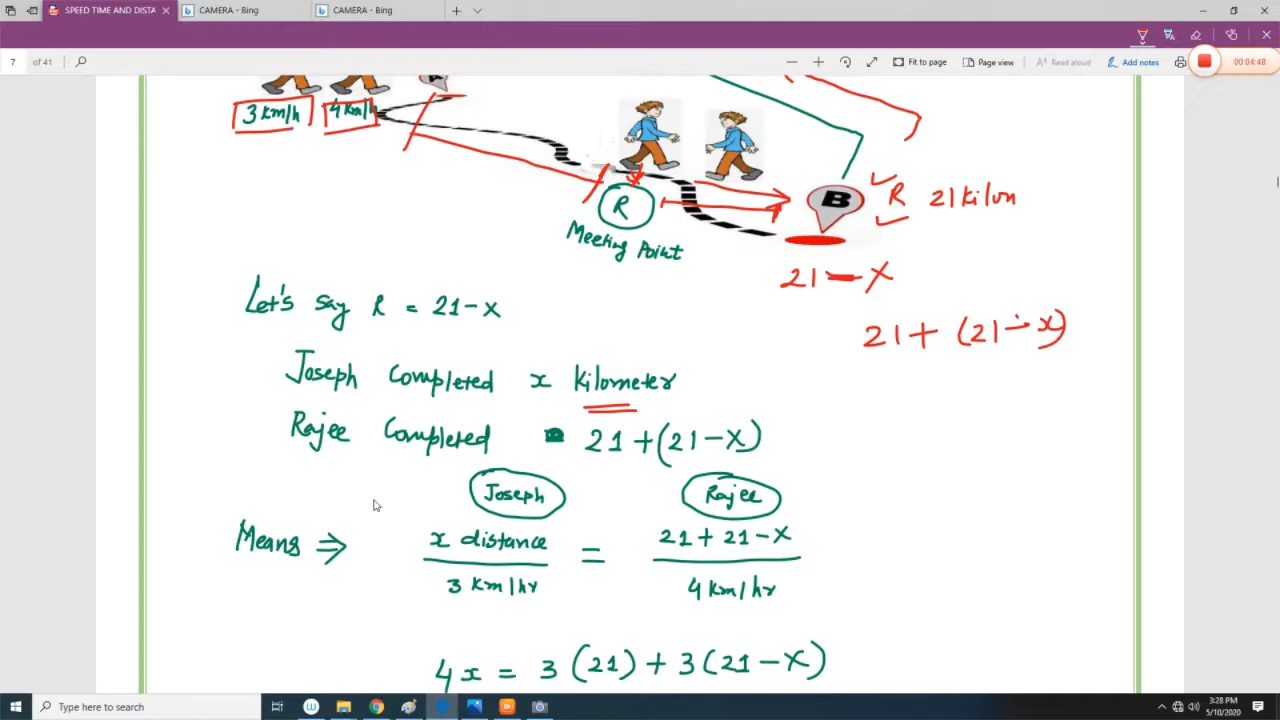 SPEED TIME AND DISTA
CAMERA - Bing
CAMERA - Bing
7 of 41
Fit to page
Page view
Read aloud
Add notes
00:04:48
3 km/h
4 km/h
R
Meeting Point
B
R 21 kilon
21 - x
Let's say R = 21 - x
21 + (21 - x)
Joseph Completed x Kilometer
Rajee Completed = 21 + (21 - x)
Joseph
Rajee
Means ⇒ x distance = 21 + 21 - x
3 km/hr 4 km/hr
4x = 3 (21) + 3 (21 - x)
Type here to search
3:28 PM
5/10/2020